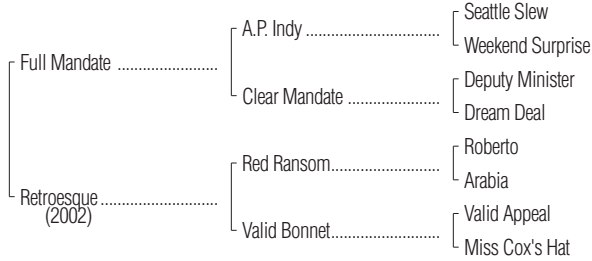 Seattle Slew
A.P. Indy ..............................
Weekend Surprise
Full Mandate .......................
Deputy Minister
Clear Mandate .....................
Dream Deal
Roberto
Red Ransom........................
Arabia
Retroesque...........................
(2002)
Valid Appeal
Valid Bonnet........................
Miss Cox's Hat